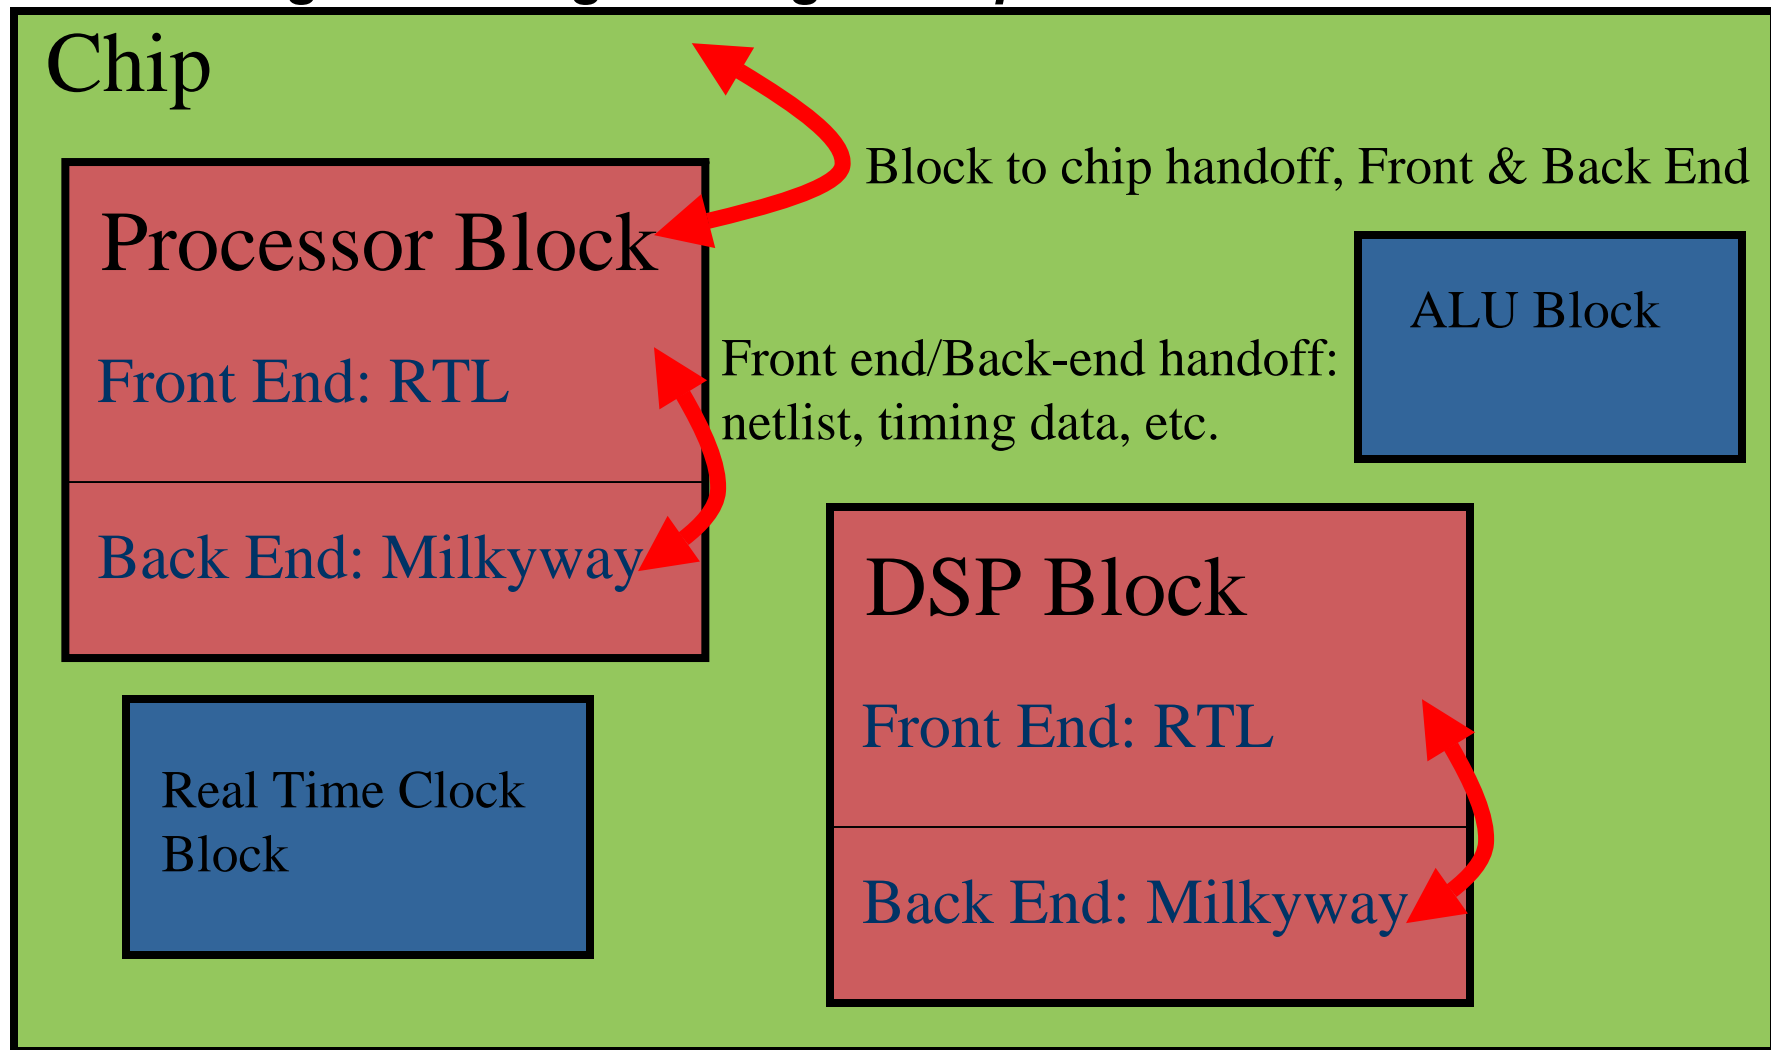 Chip
Block to chip handoff, Front & Back End
Processor Block
Front End: RTL
Back End: Milkyway
Front end/Back-end handoff:
netlist, timing data, etc.
ALU Block
DSP Block
Front End: RTL
Back End: Milkyway
Real Time Clock
Block